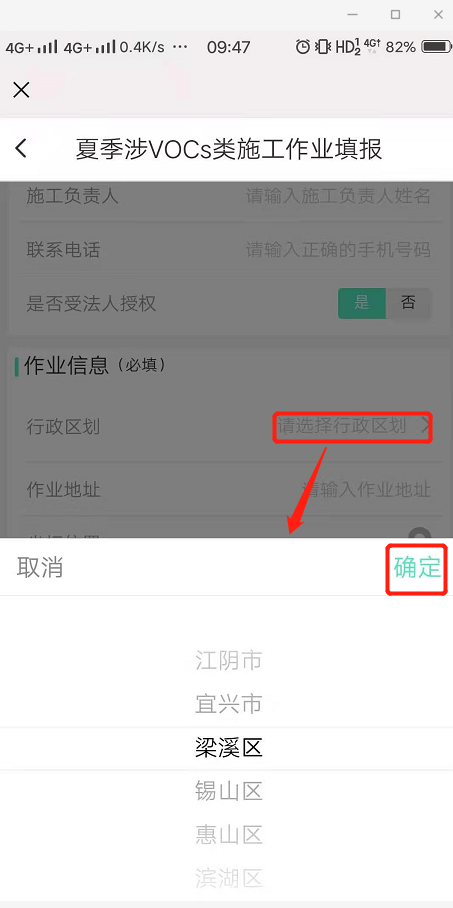 4G+ 4G+ 0.4K/s ··· 09:47 HD1 2 4G↑ 82%
夏季涉VOCs类施工作业填报
施工负责人 请输入施工负责人姓名
联系电话 请输入正确的手机号码
是否受法人授权 是 否
作业信息（必填）
行政区划 请选择行政区划
作业地址 请输入作业地址
取消 确定
江阴市
宜兴市
梁溪区
锡山区
惠山区
滨湖区